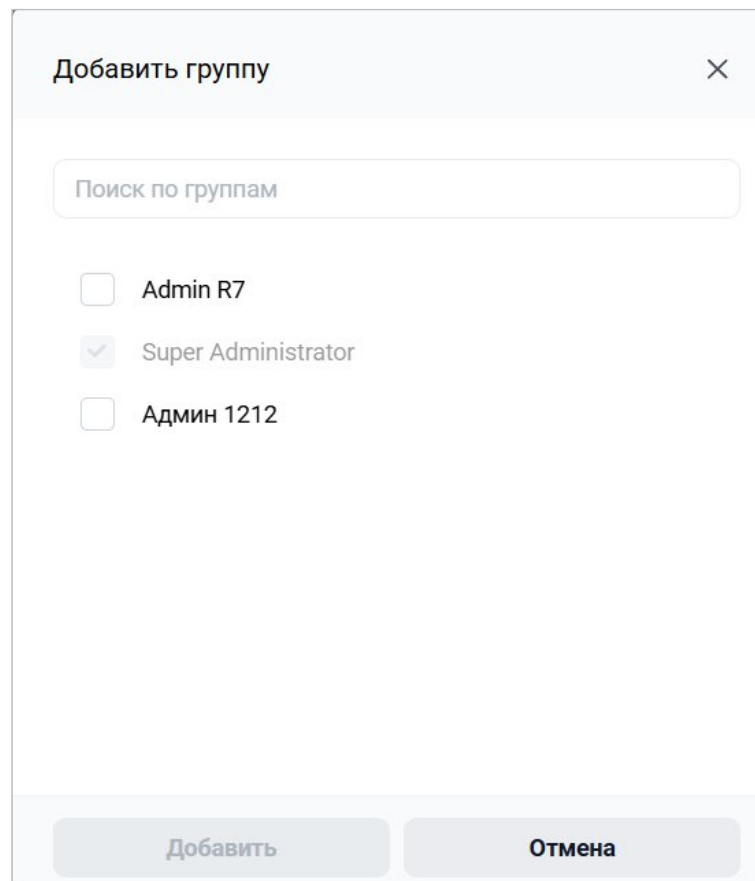 Добавить группу
Поиск по группам
Admin R7
Super Administrator
Админ 1212
Добавить Отмена